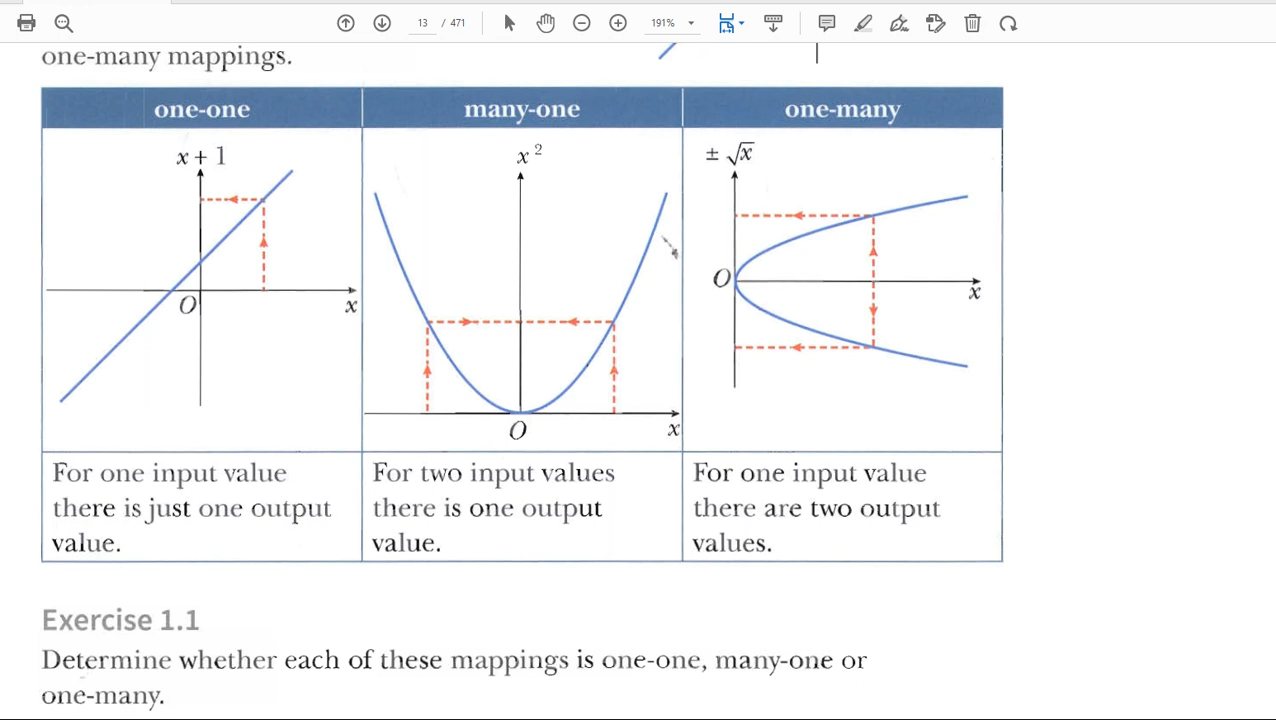 13 / 471
191%
one-many mappings.
one-one
many-one
one-many
x + 1
O
x
x²
O
x
± √x
O
x
For one input value
there is just one output
value.
For two input values
there is one output
value.
For one input value
there are two output
values.
Exercise 1.1
Determine whether each of these mappings is one-one, many-one or
one-many.